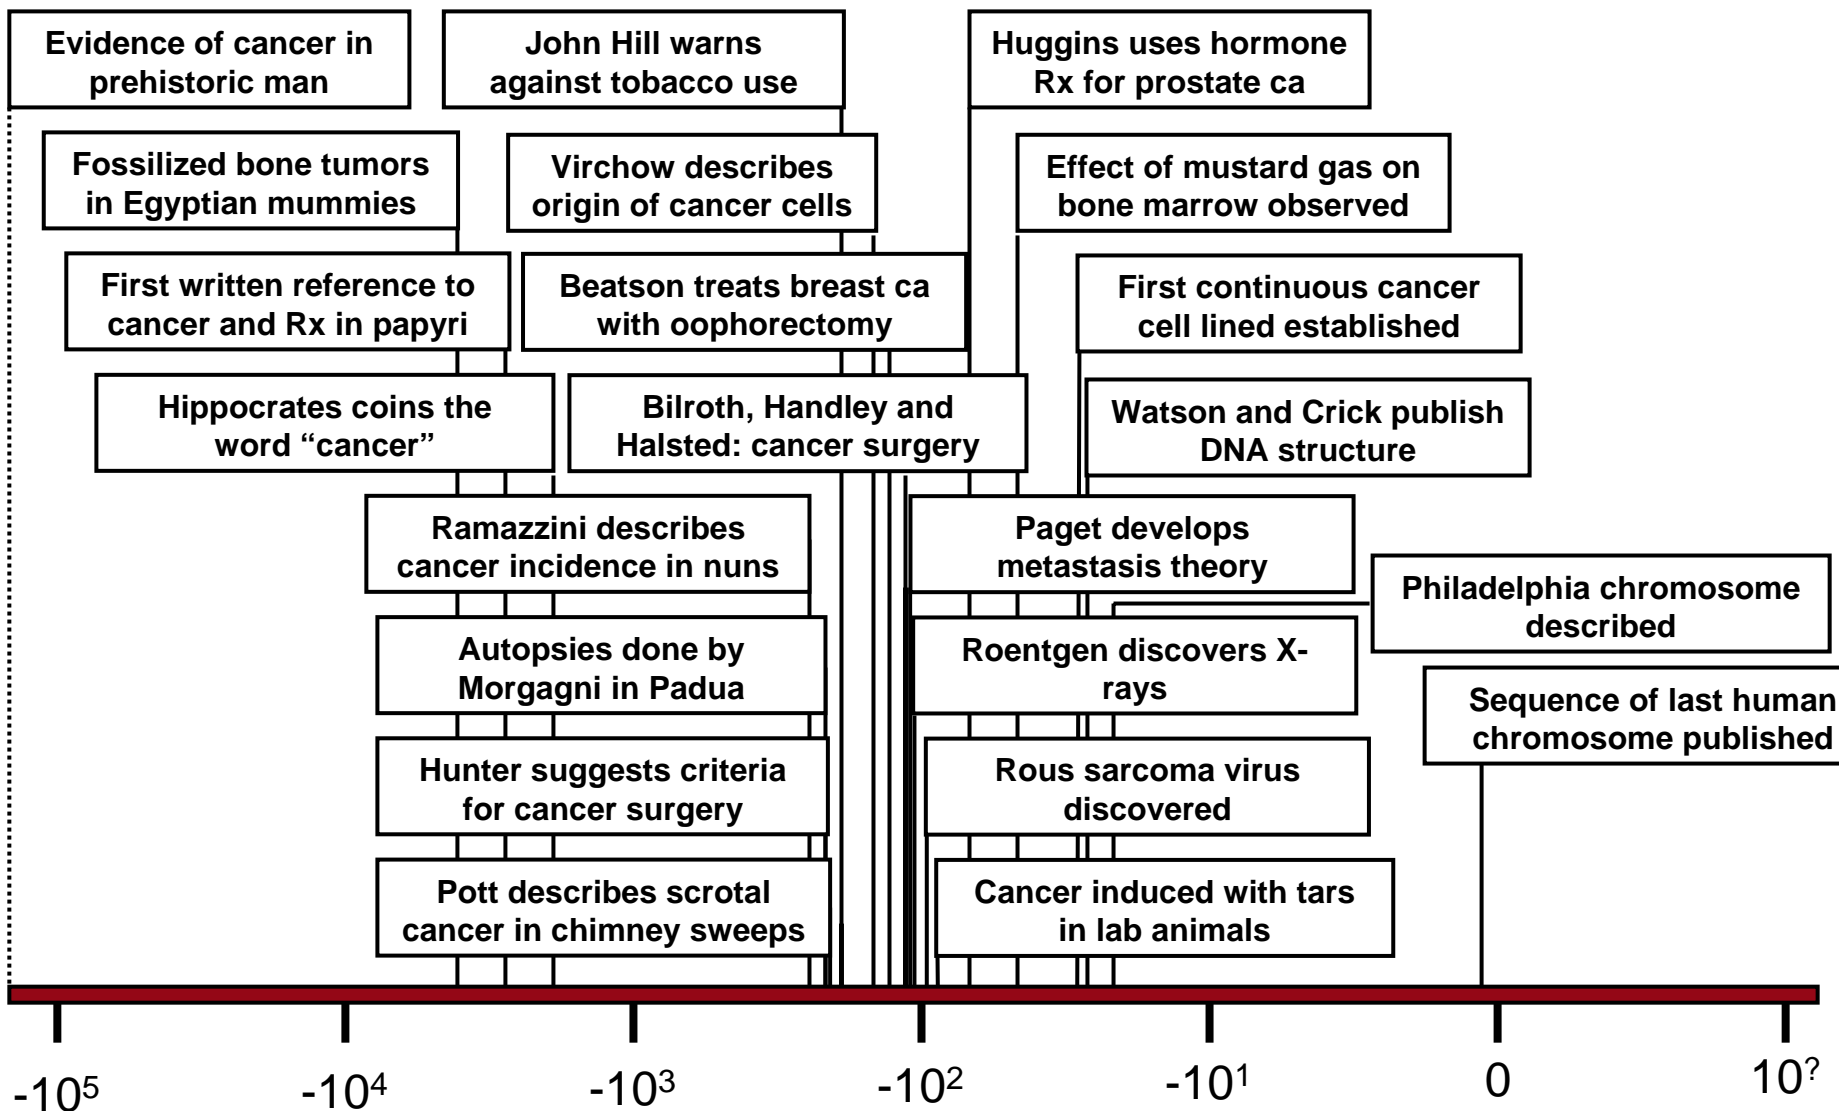 Evidence of cancer in
prehistoric man
John Hill warns
against tobacco use
Huggins uses hormone
Rx for prostate ca
Fossilized bone tumors
in Egyptian mummies
Virchow describes
origin of cancer cells
Effect of mustard gas on
bone marrow observed
First written reference to
cancer and Rx in papyri
Beatson treats breast ca
with oophorectomy
First continuous cancer
cell lined established
Hippocrates coins the
word “cancer”
Bilroth, Handley and
Halsted: cancer surgery
Watson and Crick publish
DNA structure
Ramazzini describes
cancer incidence in nuns
Paget develops
metastasis theory
Philadelphia chromosome
described
Autopsies done by
Morgagni in Padua
Roentgen discovers X-
rays
Sequence of last human
chromosome published
Hunter suggests criteria
for cancer surgery
Rous sarcoma virus
discovered
Pott describes scrotal
cancer in chimney sweeps
Cancer induced with tars
in lab animals
-10⁵ -10⁴ -10³ -10² -10¹ 0 10?